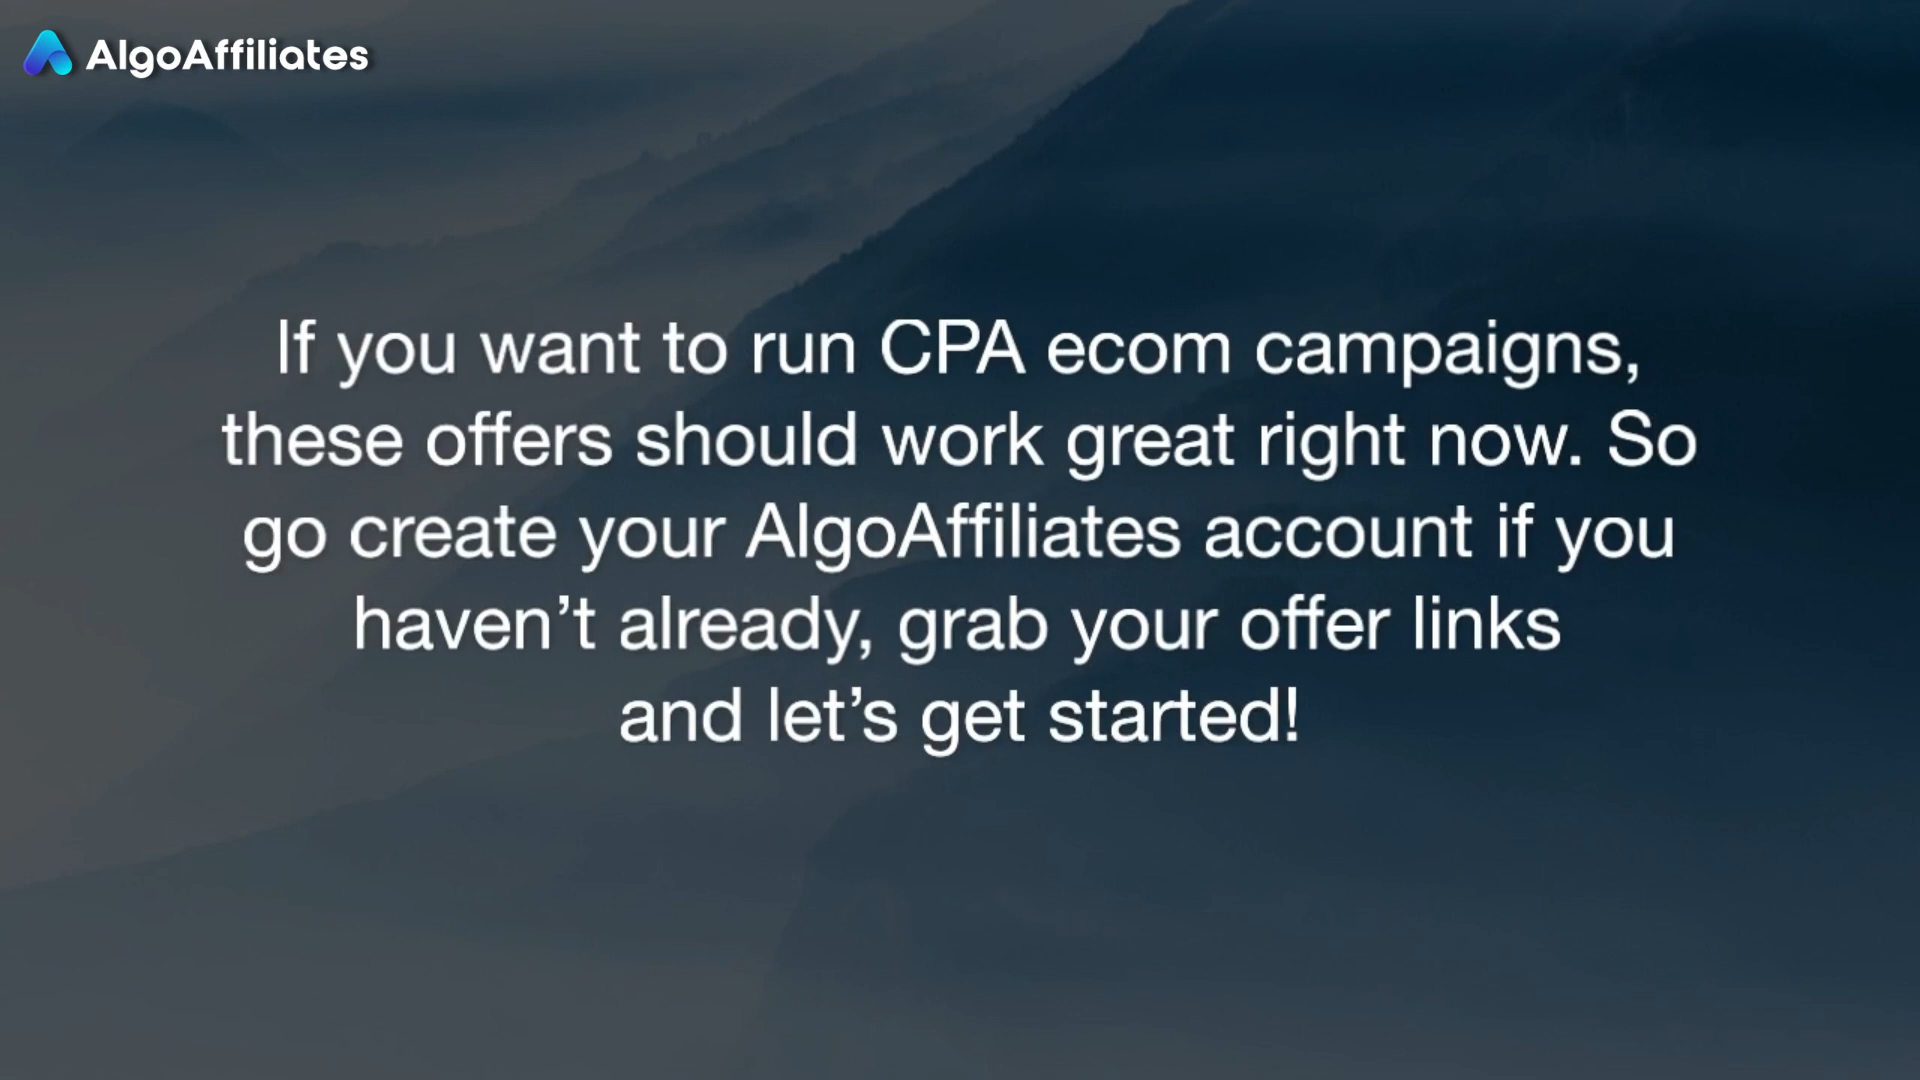 AlgoAffiliates
If you want to run CPA ecom campaigns,
these offers should work great right now. So
go create your AlgoAffiliates account if you
haven’t already, grab your offer links
and let’s get started!